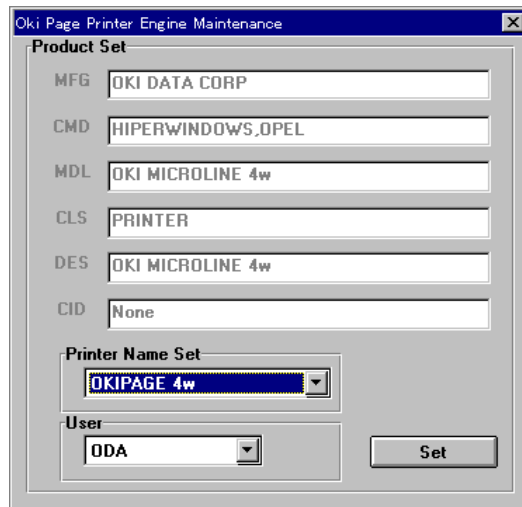 Oki Page Printer Engine Maintenance
Product Set
MFG OKI DATA CORP
CMD HIPERWINDOWS,OPEL
MDL OKI MICROLINE 4w
CLS PRINTER
DES OKI MICROLINE 4w
CID None
Printer Name Set
OKIPAGE 4w
User
ODA
Set